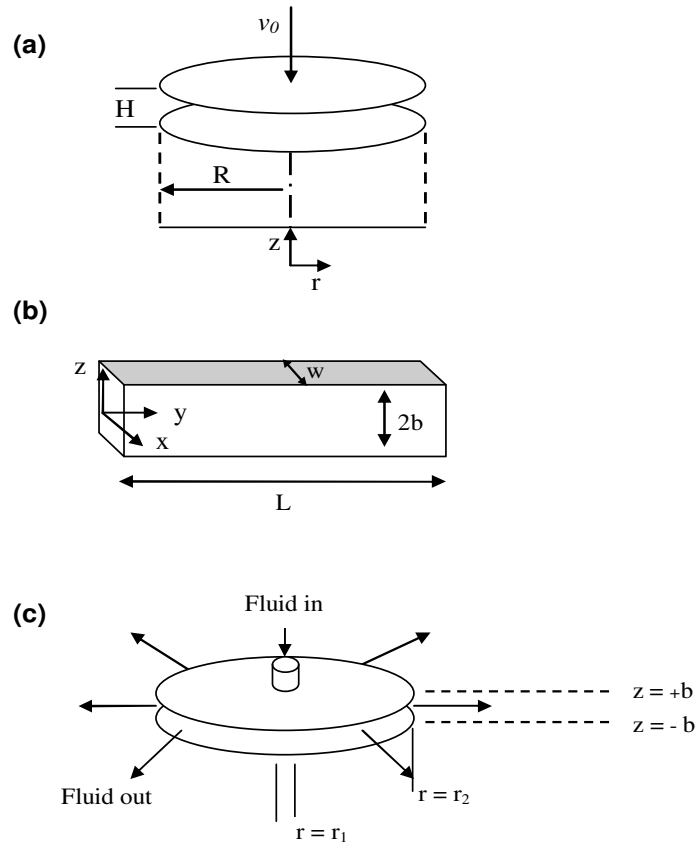 (a)
v0
H
R
z
r
(b)
z
w
y
2b
x
L
(c)
Fluid in
z = +b
z = - b
Fluid out
r = r2
r = r1